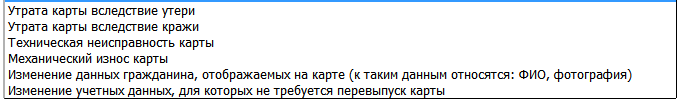 Утрата карты вследствие утери
Утрата карты вследствие кражи
Техническая неисправность карты
Механический износ карты
Изменение данных гражданина, отображаемых на карте (к таким данным относятся: ФИО, фотография)
Изменение учетных данных, для которых не требуется перевыпуск карты